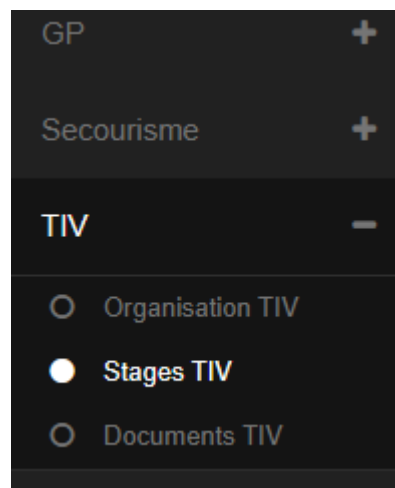 GP
Secourisme
TIV
Organisation TIV
Stages TIV
Documents TIV